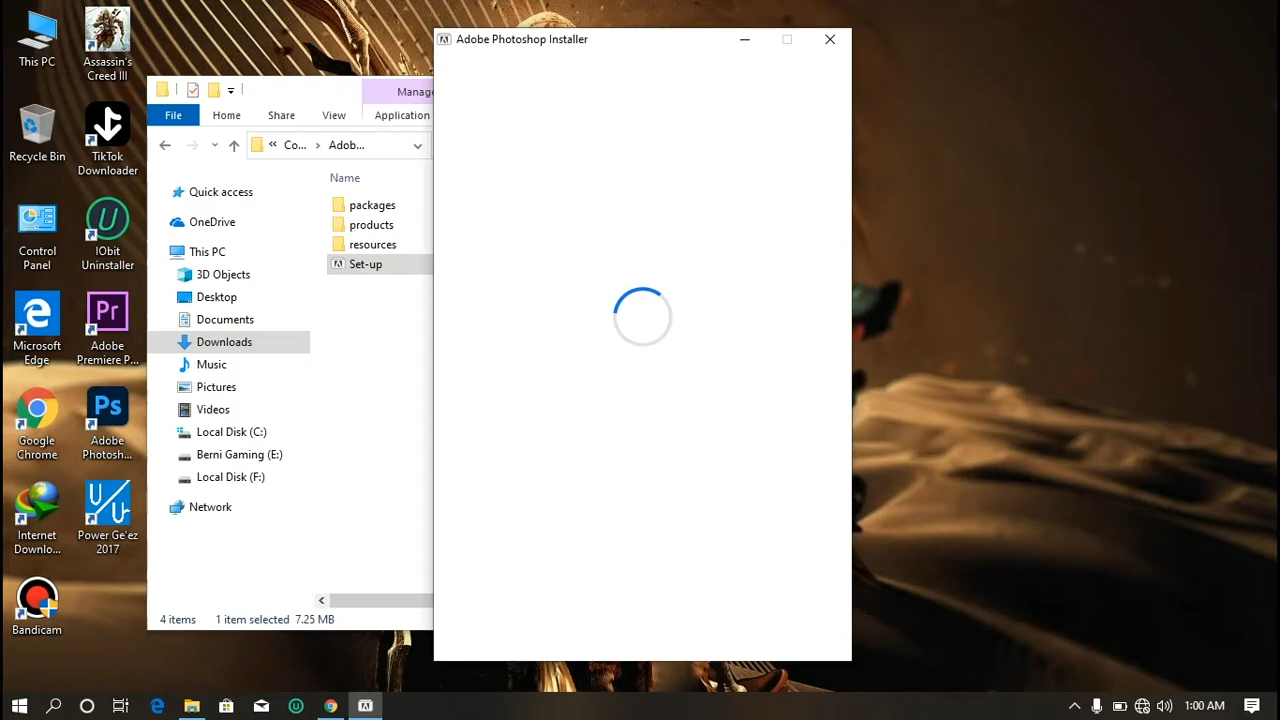 This PC
Assassin's
Creed III
Recycle Bin
TikTok
Downloader
Control
Panel
IObit
Uninstaller
Microsoft
Edge
Adobe
Premiere P...
Google
Chrome
Adobe
Photosh...
Internet
Downlo...
Power Ge'ez
2017
Bandicam
Manage
File
Home
Share
View
Application
« Co... › Adob...
Name
Quick access
OneDrive
This PC
3D Objects
Desktop
Documents
Downloads
Music
Pictures
Videos
Local Disk (C:)
Berni Gaming (E:)
Local Disk (F:)
Network
packages
products
resources
Set-up
4 items
1 item selected 7.25 MB
Adobe Photoshop Installer
1:00 AM